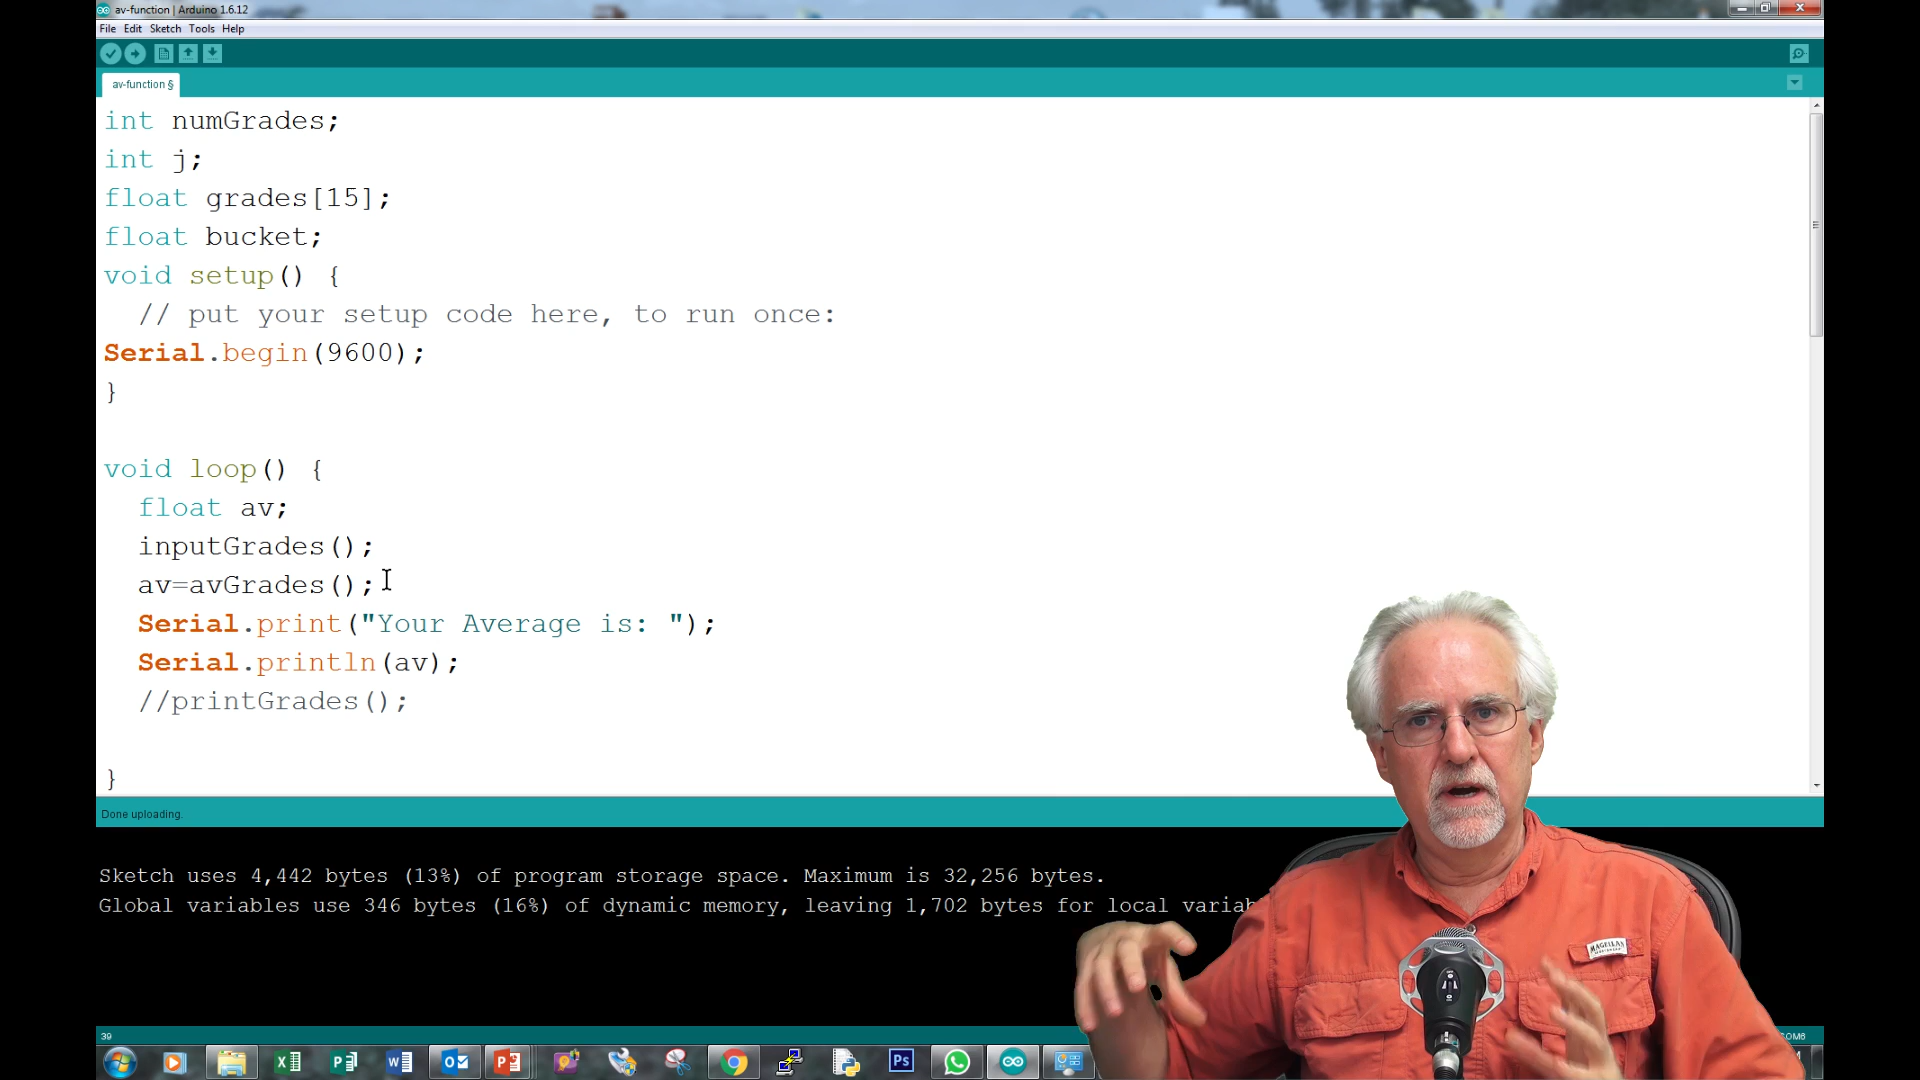 av-function | Arduino 1.6.12
File Edit Sketch Tools Help
av-function §
int numGrades;
int j;
float grades[15];
float bucket;
void setup() {
// put your setup code here, to run once:
Serial.begin(9600);
}
void loop() {
float av;
inputGrades();
av=avGrades();
Serial.print("Your Average is: ");
Serial.println(av);
//printGrades();
}
Done uploading.
Sketch uses 4,442 bytes (13%) of program storage space. Maximum is 32,256 bytes.
Global variables use 346 bytes (16%) of dynamic memory, leaving 1,702 bytes for local
MAGELLAN
39
COM6
Ps